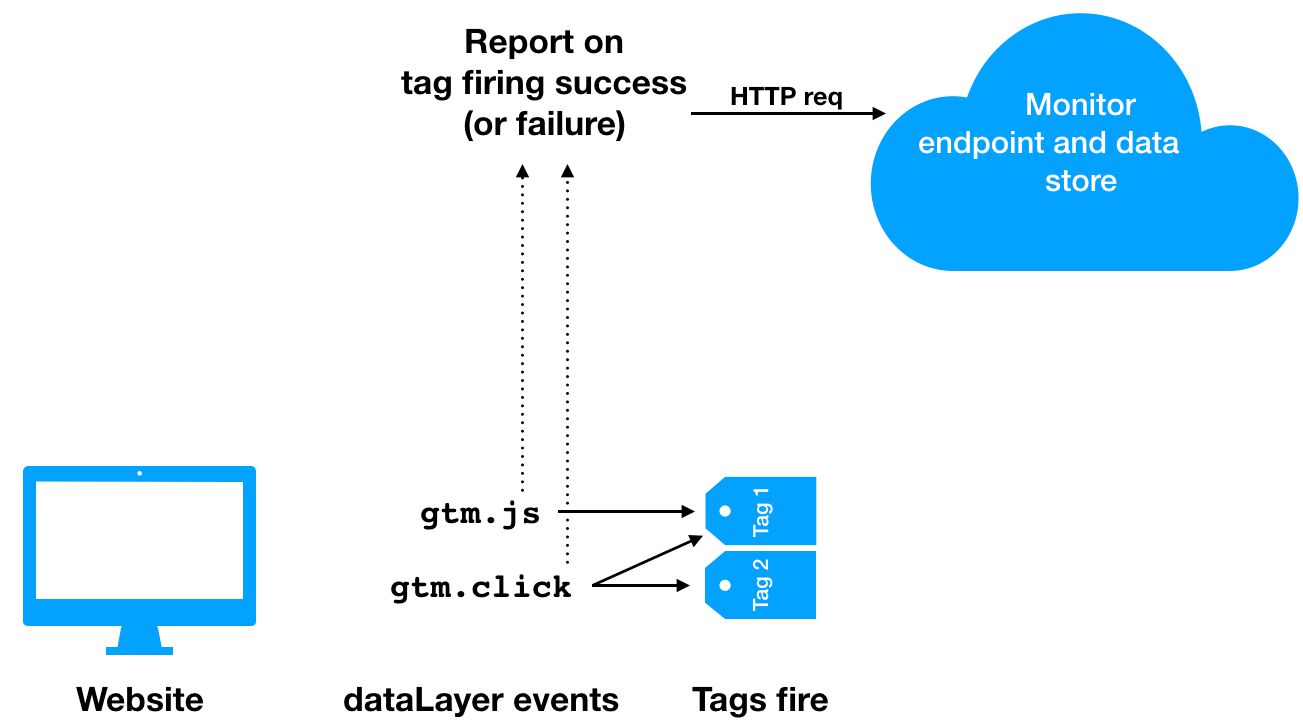 Report on
tag firing success
(or failure)
HTTP req
Monitor
endpoint and data
store
gtm.js
Tag 1
gtm.click
Tag 2
Website
dataLayer events
Tags fire